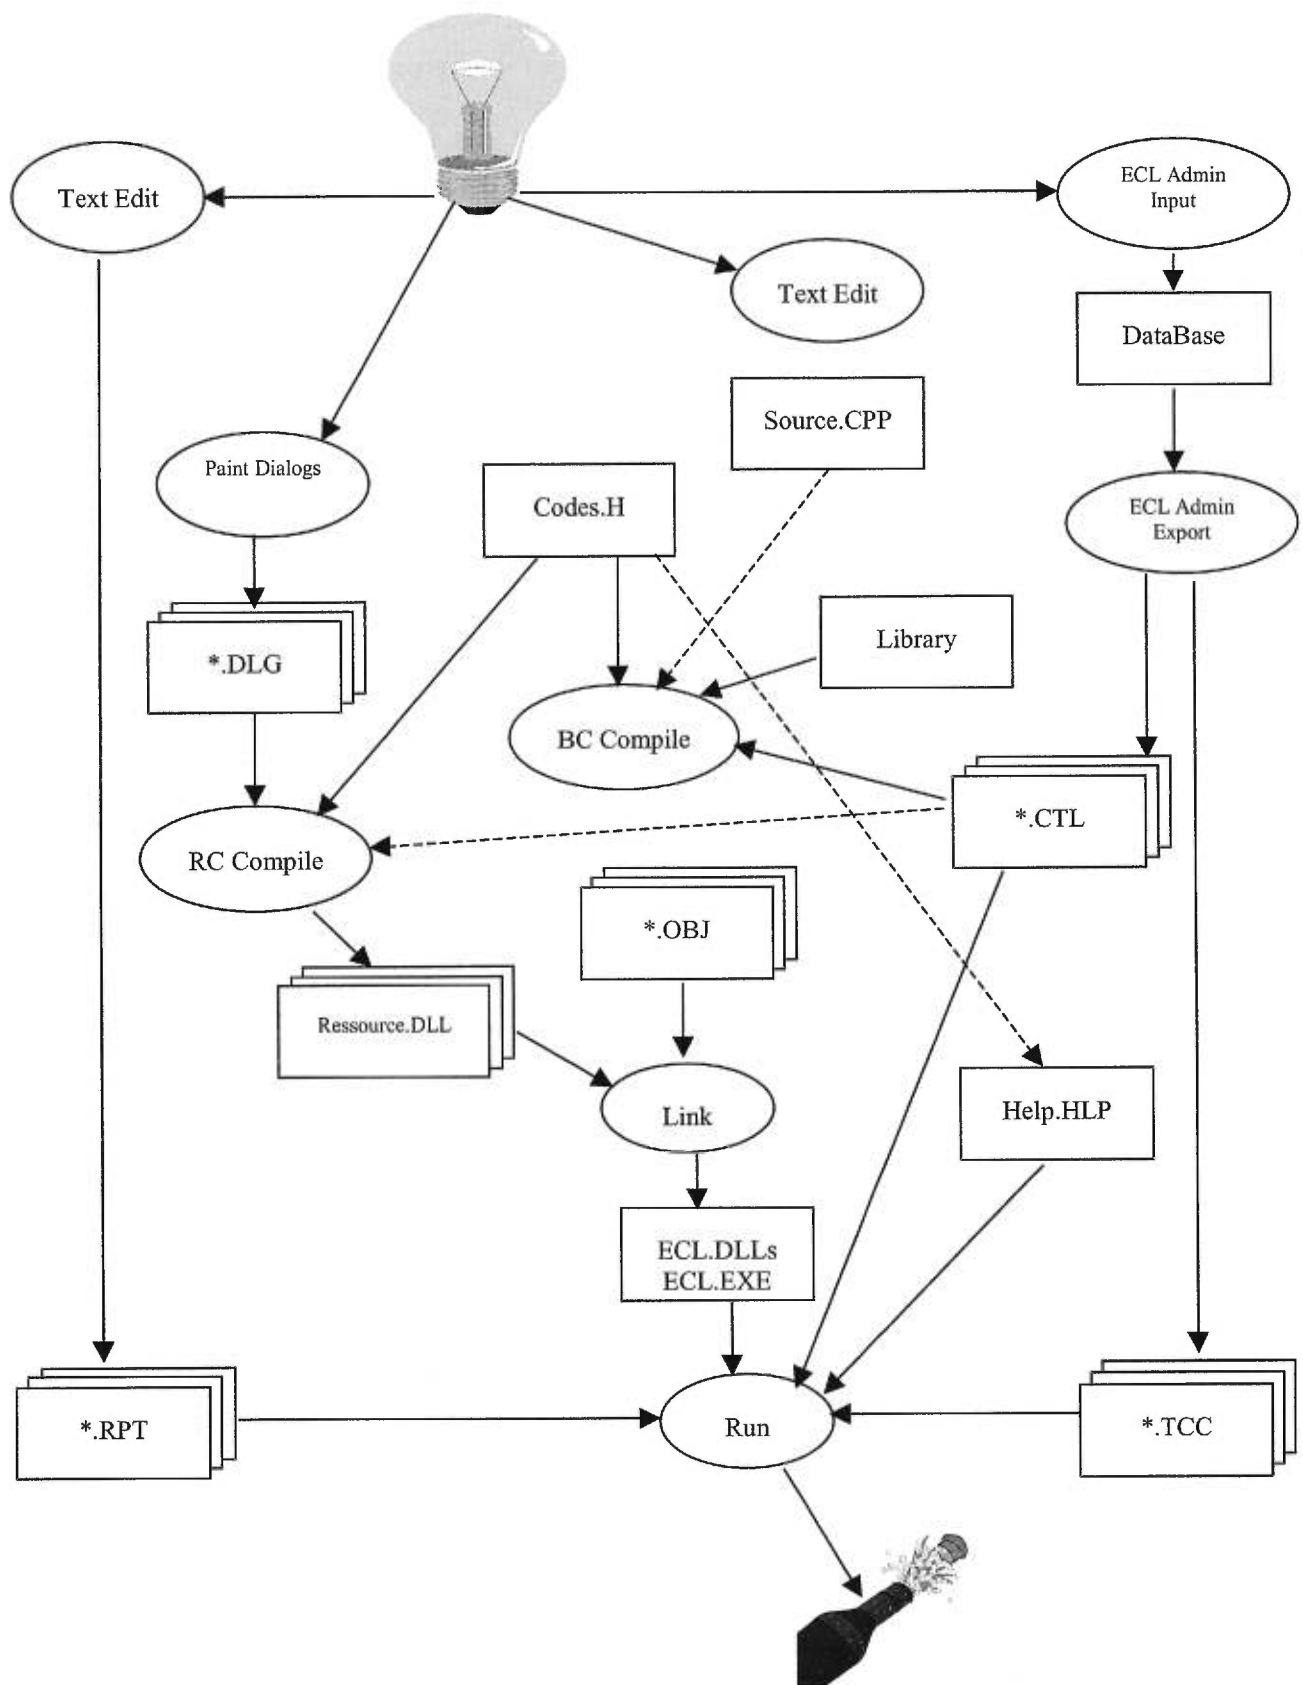 Text Edit
ECL Admin
Input
Text Edit
DataBase
Source.CPP
Paint Dialogs
Codes.H
ECL Admin
Export
Library
*.DLG
BC Compile
*.CTL
RC Compile
*.OBJ
Ressource.DLL
Link
Help.HLP
ECL.DLLs
ECL.EXE
*.RPT
Run
*.TCC